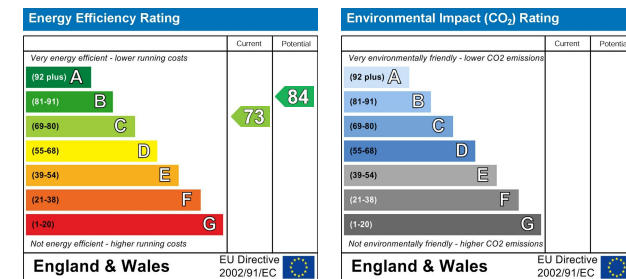 Energy Efficiency Rating
Current Potential
Very energy efficient - lower running costs
(92 plus) A
(81-91) B
(69-80) C
(55-68) D
(39-54) E
(21-38) F
(1-20) G
73
84
Not energy efficient - higher running costs
England & Wales
EU Directive
2002/91/EC
Environmental Impact (CO₂) Rating
Current Potential
Very environmentally friendly - lower CO2 emissions
(92 plus) A
(81-91) B
(69-80) C
(55-68) D
(39-54) E
(21-38) F
(1-20) G
Not environmentally friendly - higher CO2 emissions
England & Wales
EU Directive
2002/91/EC